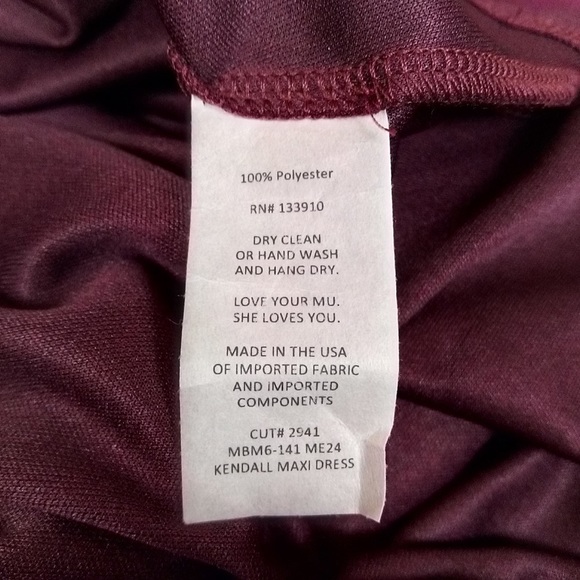 100% Polyester
RN# 133910
DRY CLEAN
OR HAND WASH
AND HANG DRY.
LOVE YOUR MU.
SHE LOVES YOU.
MADE IN THE USA
OF IMPORTED FABRIC
AND IMPORTED
COMPONENTS
CUT# 2941
MBM6-141 ME24
KENDALL MAXI DRESS